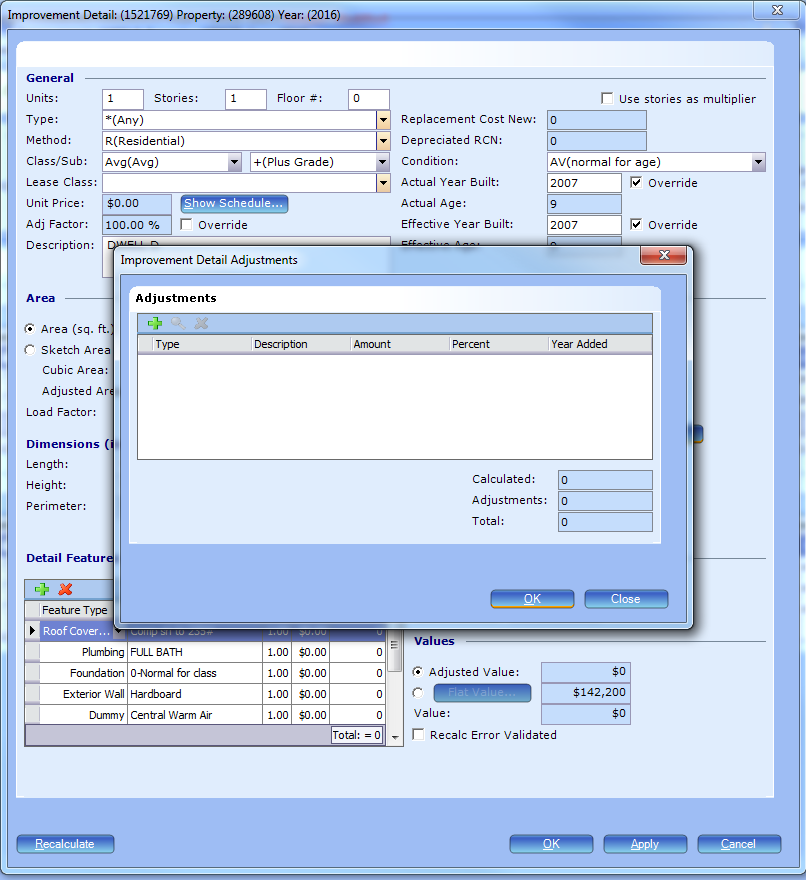 Improvement Detail: (1521769) Property: (289608) Year: (2016)
General
Units: 1 Stories: 1 Floor #: 0 Use stories as multiplier
Type: *(Any) Replacement Cost New: 0
Method: R(Residential) Depreciated RCN: 0
Class/Sub: Avg(Avg) +(Plus Grade) Condition: AV(normal for age)
Lease Class: Actual Year Built: 2007 Override
Unit Price: $0.00 Show Schedule... Actual Age: 9
Adj Factor: 100.00 % Override Effective Year Built: 2007 Override
Description: DWELL D Effective Age: 9
Improvement Detail Adjustments
Adjustments
Type Description Amount Percent Year Added
Calculated: 0
Adjustments: 0
Total: 0
OK Close
Area
Area (sq. ft.)
Sketch Area
Cubic Area:
Adjusted Are
Load Factor:
Dimensions (i
Length:
Height:
Perimeter:
Detail Feature
Feature Type
Roof Cover... Comp sh to 235# 1.00 $0.00 0
Plumbing FULL BATH 1.00 $0.00 0
Foundation 0-Normal for class 1.00 $0.00 0
Exterior Wall Hardboard 1.00 $0.00 0
Dummy Central Warm Air 1.00 $0.00 0
Total: = 0
Values
Adjusted Value: $0
Flat Value... $142,200
Value: $0
Recalc Error Validated
Recalculate OK Apply Cancel